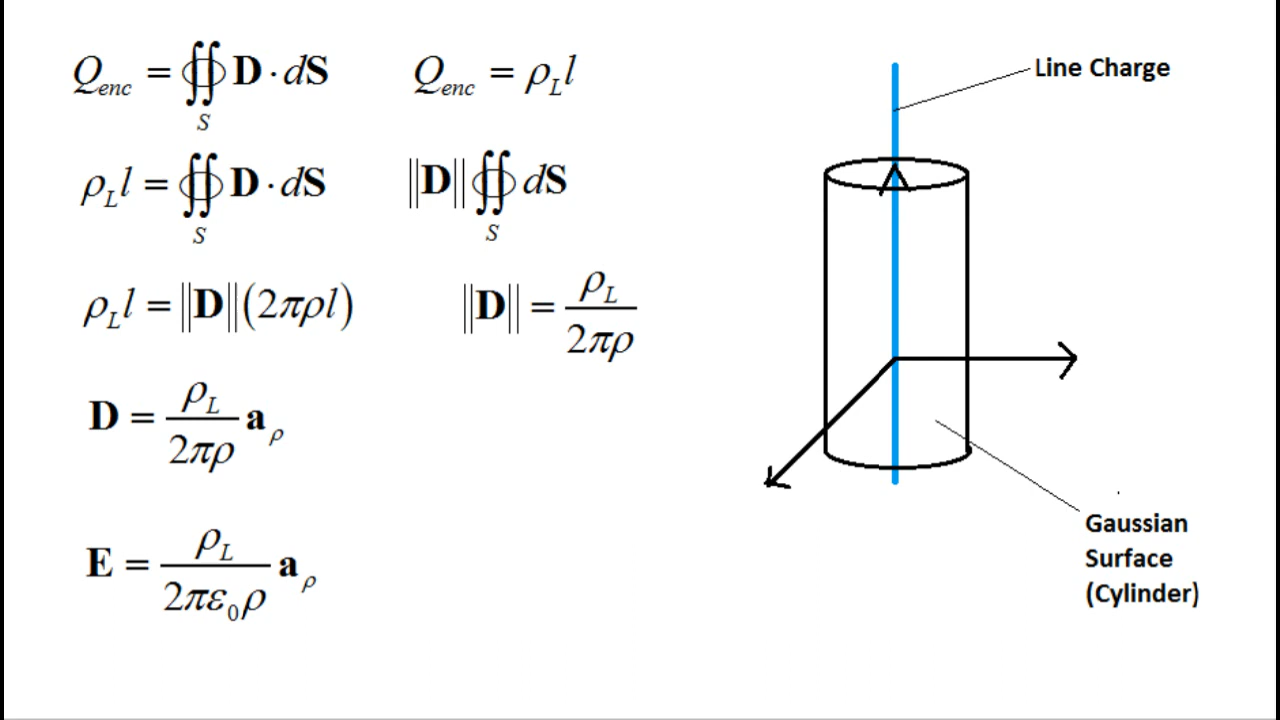 Q_enc = ∯_S D · dS    Q_enc = ρ_L l
ρ_L l = ∯_S D · dS    ‖D‖ ∯_S dS
ρ_L l = ‖D‖(2πρl)    ‖D‖ = ρ_L / 2πρ
D = ρ_L / 2πρ a_ρ
E = ρ_L / 2πε₀ρ a_ρ
Line Charge
Gaussian
Surface
(Cylinder)